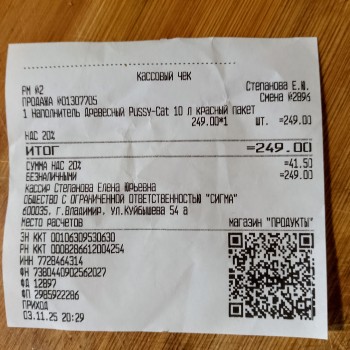 Кассовый чек
РМ №2 Степанова Е.Ю.
ПРОДАЖА №01307705 Смена №2896
1 Наполнитель Древесный Pussy-Cat 10 л красный пакет
249.00*1 шт. =249.00
НДС 20%
ИТОГ =249.00
СУММА НДС 20% =41.50
БЕЗНАЛИЧНЫМИ =249.00
Кассир Степанова Елена Юрьевна
ОБЩЕСТВО С ОГРАНИЧЕННОЙ ОТВЕТСТВЕННОСТЬЮ "СИГМА"
600035, г.Владимир, ул.Куйбышева 54 а
Место расчетов магазин "ПРОДУКТЫ"
ЗН ККТ 00106309530630
РН ККТ 0008286612004254
ИНН 7728464314
ФН 7380440902562027
ФД 12897
ФП 2985922286
ПРИХОД
03.11.25 20:29